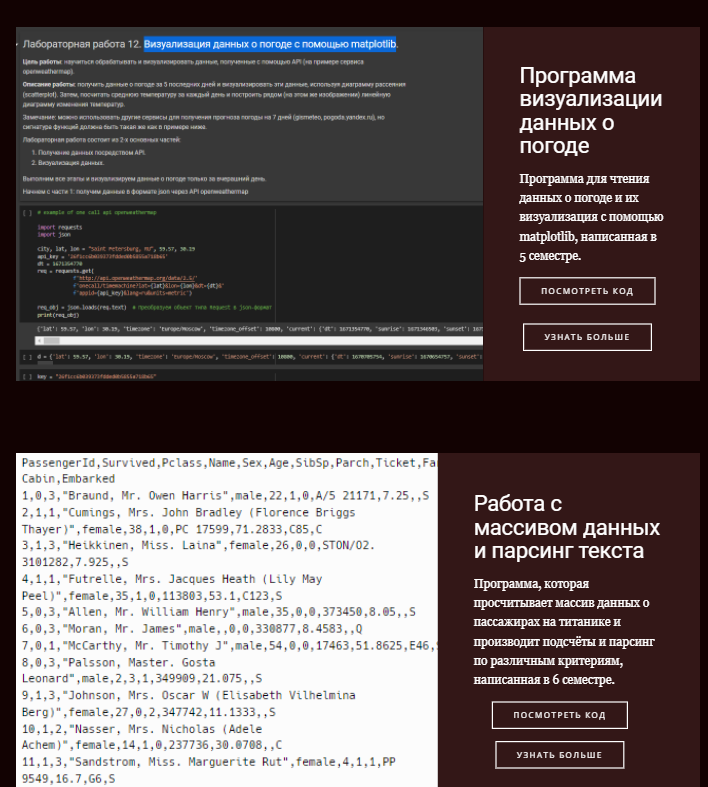 Лабораторная работа 12. Визуализация данных о погоде с помощью matplotlib.
Цель работы: научиться обрабатывать и визуализировать данные, полученные с помощью API (на примере сервиса
openweathermap).
Описание работы: получить данные о погоде за 5 последних дней и визуализировать эти данные, используя диаграмму рассеяния
(scatterplot). Затем, посчитать среднюю температуру за каждый день и построить рядом (на этом же изображении) линейную
диаграмму изменения температур.
Замечание: можно использовать другие сервисы для получения прогноза погоды на 7 дней (gismeteo, pogoda.yandex.ru), но
сигнатуре функций должна быть такая же как в примере ниже.
Лабораторная работа состоит из 2-х основных частей:
1. Получение данных посредством API.
2. Визуализация данных.
Выполним все этапы и визуализируем данные о погоде только за вчерашний день.
Начнем с части 1: получим данные в формате json через API openweathermap
[ ] # example of one call api openweathermap
import requests
import json
city, lat, lon = "Saint Petersburg, RU", 59.57, 30.19
dt = 1671354770
req = requests.get(
f"http://api.openweathermap.org/data/2.5/"
f"onecall/timemachine?lat={lat}&lon={lon}&dt={dt}&"
f"appid={api_key}&lang=ru&units=metric")
req_obj = json.loads(req.text) # преобразуем объект типа Request в json-формат
print(req_obj)
{'lat': 59.57, 'lon': 30.19, 'timezone': 'Europe/Moscow', 'timezone_offset': 10800, 'current': {'dt': 1671354770, 'sunrise': 1671346503, 'sunset': 167
[ ] d = {'lat': 59.57, 'lon': 30.19, 'timezone': 'Europe/Moscow', 'timezone_offset': 10800, 'current': {'dt': 1670705754, 'sunrise': 1670654757, 'sunset':
Программа
визуализации
данных о
погоде
Программа для чтения
данных о погоде и их
визуализация с помощью
matplotlib, написанная в
5 семестре.
ПОСМОТРЕТЬ КОД
УЗНАТЬ БОЛЬШЕ
PassengerId,Survived,Pclass,Name,Sex,Age,SibSp,Parch,Ticket,Fa
Cabin,Embarked
1,0,3,"Braund, Mr. Owen Harris",male,22,1,0,A/5 21171,7.25,,S
2,1,1,"Cumings, Mrs. John Bradley (Florence Briggs
Thayer)",female,38,1,0,PC 17599,71.2833,C85,C
3,1,3,"Heikkinen, Miss. Laina",female,26,0,0,STON/O2.
3101282,7.925,,S
4,1,1,"Futrelle, Mrs. Jacques Heath (Lily May
Peel)",female,35,1,0,113803,53.1,C123,S
5,0,3,"Allen, Mr. William Henry",male,35,0,0,373450,8.05,,S
6,0,3,"Moran, Mr. James",male,,0,0,330877,8.4583,,Q
7,0,1,"McCarthy, Mr. Timothy J",male,54,0,0,17463,51.8625,E46,S
8,0,3,"Palsson, Master. Gosta
Leonard",male,2,3,1,349909,21.075,,S
9,1,3,"Johnson, Mrs. Oscar W (Elisabeth Vilhelmina
Berg)",female,27,0,2,347742,11.1333,,S
10,1,2,"Nasser, Mrs. Nicholas (Adele
Achem)",female,14,1,0,237736,30.0708,,C
11,1,3,"Sandstrom, Miss. Marguerite Rut",female,4,1,1,PP
9549,16.7,G6,S
Работа с
массивом данных
и парсинг текста
Программа, которая
просчитывает массив данных о
пассажирах на титанике и
производит подсчёты и парсинг
по различным критериям,
написанная в 6 семестре.
ПОСМОТРЕТЬ КОД
УЗНАТЬ БОЛЬШЕ